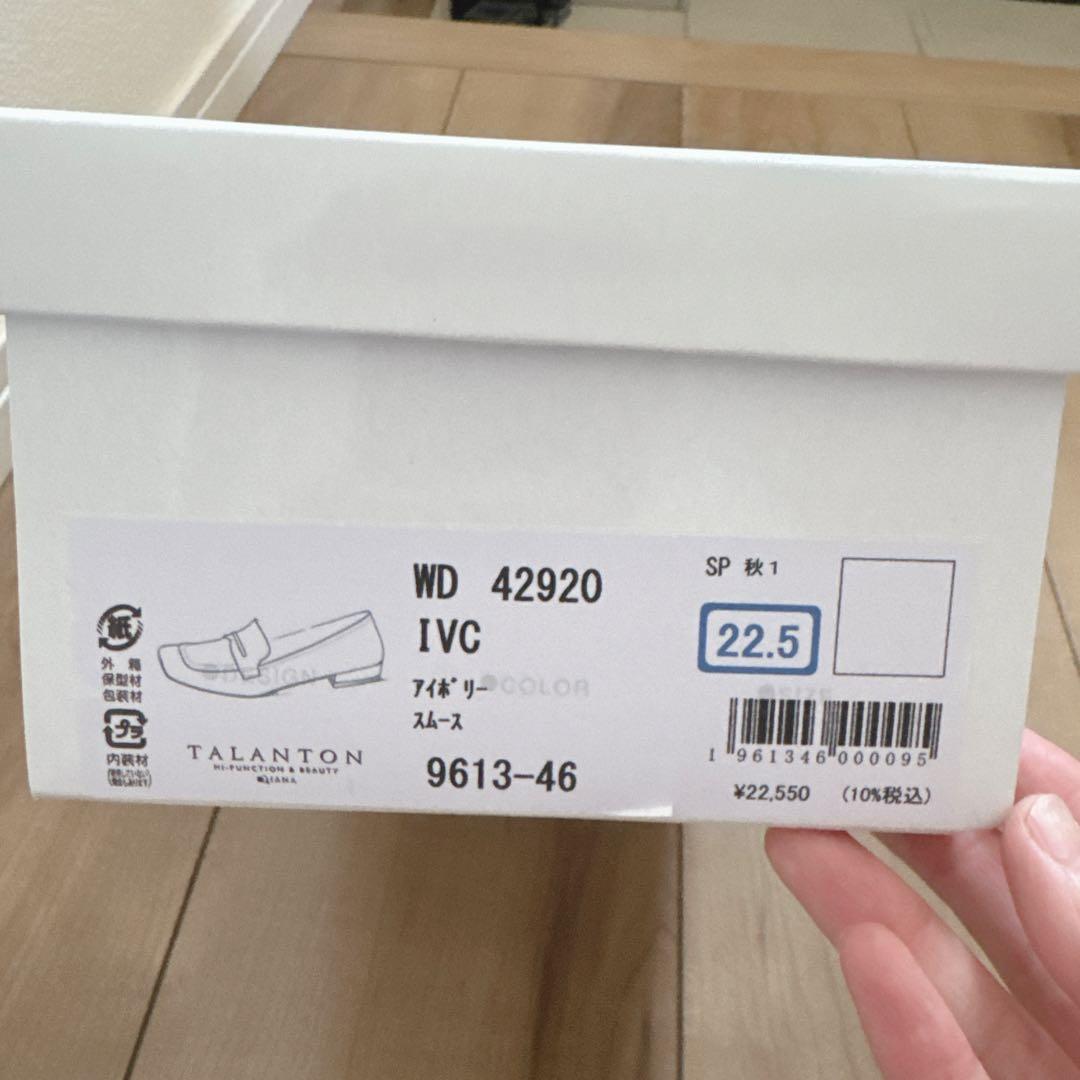 紙
外箱
保型材
包装材
プラ
内装材
DESIGN
TALANTON
HI-FUNCTION & BEAUTY
DIANA
WD 42920
IVC
アイボリー
COLOR
スムース
9613-46
SP 秋1
22.5
SIZE
1 961346 000095
¥22,550 (10%税込)